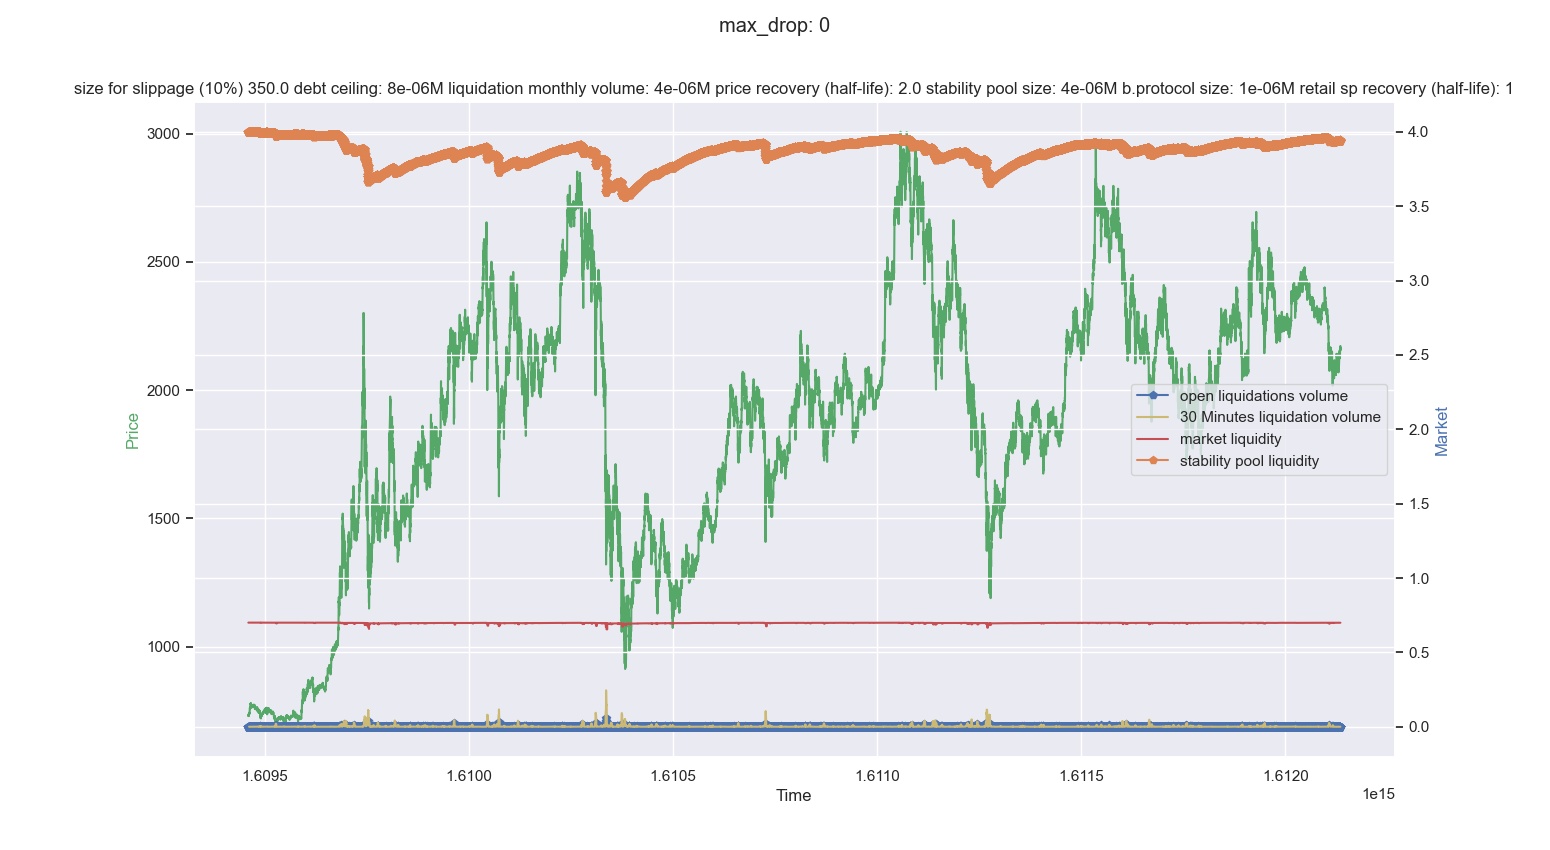 max_drop: 0
size for slippage (10%) 350.0 debt ceiling: 8e-06M liquidation monthly volume: 4e-06M price recovery (half-life): 2.0 stability pool size: 4e-06M b.protocol size: 1e-06M retail sp recovery (half-life): 1
3000
2500
2000
1500
1000
Price
4.0
3.5
3.0
2.5
2.0
1.5
1.0
0.5
0.0
Market
open liquidations volume
30 Minutes liquidation volume
market liquidity
stability pool liquidity
1.6095 1.6100 1.6105 1.6110 1.6115 1.6120
1e15
Time